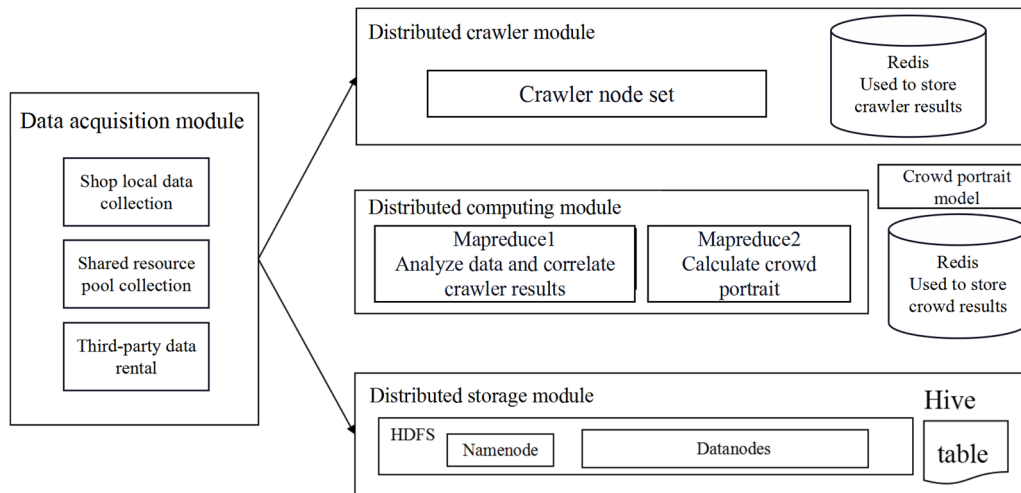 Data acquisition module
Shop local data
collection
Shared resource
pool collection
Third-party data
rental
Distributed crawler module
Crawler node set
Redis
Used to store
crawler results
Distributed computing module
Mapreduce1
Analyze data and correlate
crawler results
Mapreduce2
Calculate crowd
portrait
Crowd portrait
model
Redis
Used to store
crowd results
Distributed storage module
HDFS
Namenode
Datanodes
Hive
table